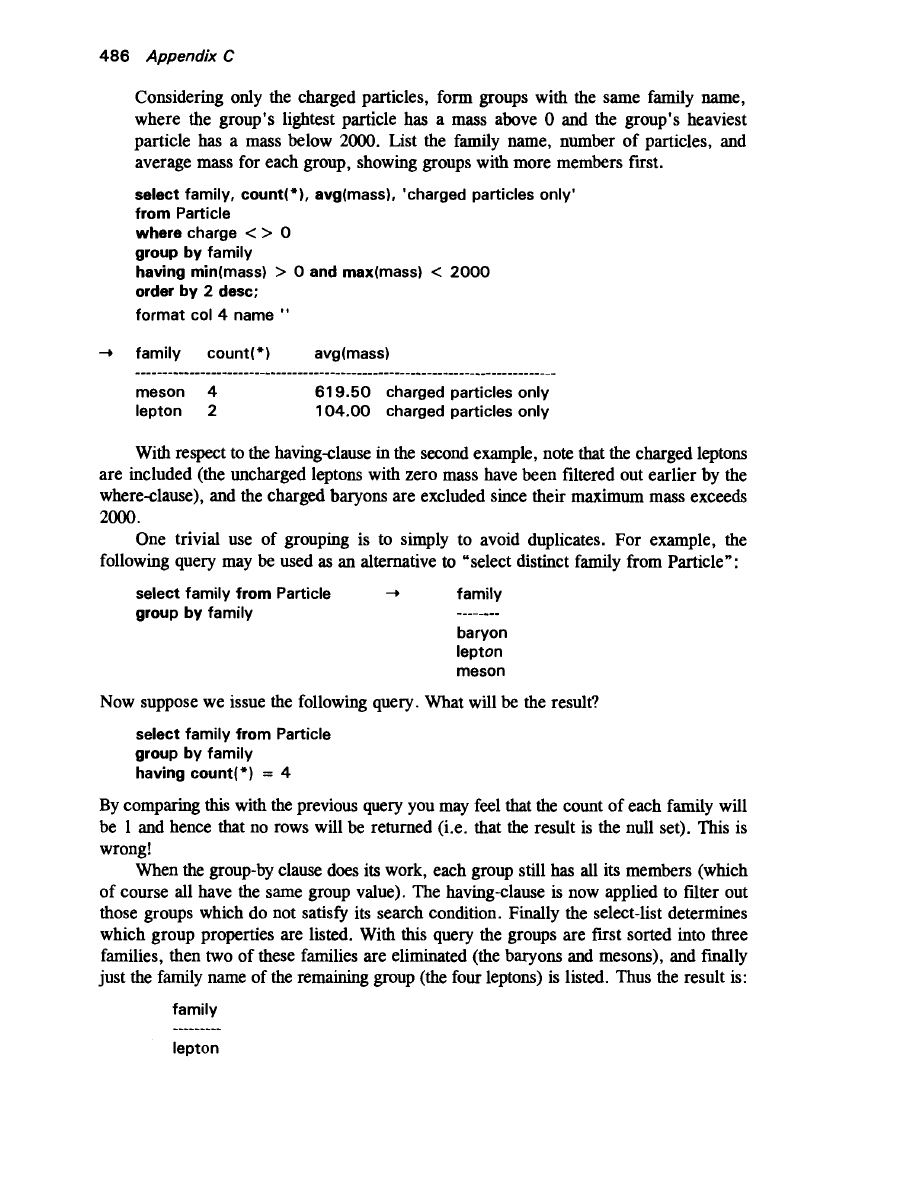 486 Appendix C
Considering only the charged particles, form groups with the same family name,
where the group's lightest particle has a mass above 0 and the group's heaviest
particle has a mass below 2000. List the family name, number of particles, and
average mass for each group, showing groups with more members first.
select family, count(*), avg(mass), 'charged particles only'
from Particle
where charge < > 0
group by family
having min(mass) > 0 and max(mass) < 2000
order by 2 desc;
format col 4 name ''
→ family count(*) avg(mass)
------------------------------------------------------------------------------
meson 4 619.50 charged particles only
lepton 2 104.00 charged particles only
With respect to the having-clause in the second example, note that the charged leptons
are included (the uncharged leptons with zero mass have been filtered out earlier by the
where-clause), and the charged baryons are excluded since their maximum mass exceeds
2000.
One trivial use of grouping is to simply to avoid duplicates. For example, the
following query may be used as an alternative to "select distinct family from Particle":
select family from Particle → family
group by family --------
baryon
lepton
meson
Now suppose we issue the following query. What will be the result?
select family from Particle
group by family
having count(*) = 4
By comparing this with the previous query you may feel that the count of each family will
be 1 and hence that no rows will be returned (i.e. that the result is the null set). This is
wrong!
When the group-by clause does its work, each group still has all its members (which
of course all have the same group value). The having-clause is now applied to filter out
those groups which do not satisfy its search condition. Finally the select-list determines
which group properties are listed. With this query the groups are first sorted into three
families, then two of these families are eliminated (the baryons and mesons), and finally
just the family name of the remaining group (the four leptons) is listed. Thus the result is:
family
---------
lepton